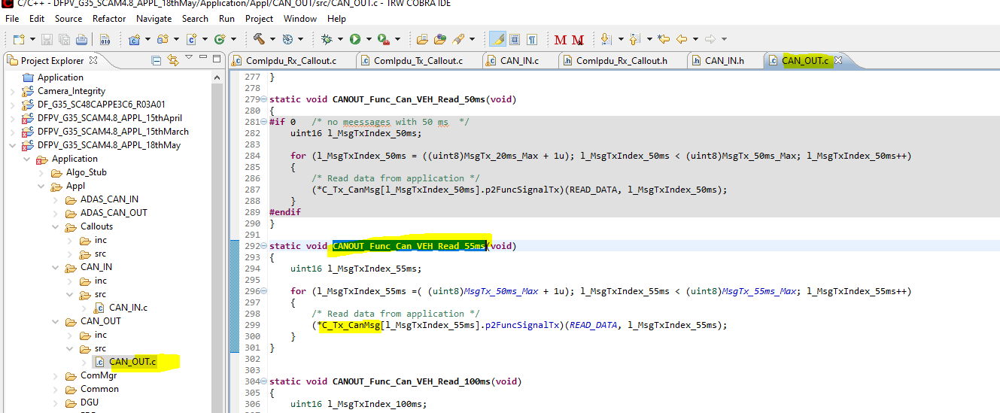 C/C++ - DFPV_G35_SCAM4.8_APPL_18thMay/Application/Appl/CAN_OUT/src/CAN_OUT.c - TRW COBRA IDE
File Edit Source Refactor Navigate Search Run Project Window Help
Project Explorer
Application
Camera_Integrity
DF_G35_SC48CAPPE3C6_R03A01
DFPV_G35_SCAM4.8_APPL_15thApril
DFPV_G35_SCAM4.8_APPL_15thMarch
DFPV_G35_SCAM4.8_APPL_18thMay
Application
Algo_Stub
Appl
ADAS_CAN_IN
ADAS_CAN_OUT
Callouts
inc
src
CAN_IN
inc
src
CAN_IN.c
CAN_OUT
inc
src
CAN_OUT.c
ComMgr
Common
DGU
ComIpdu_Rx_Callout.c ComIpdu_Tx_Callout.c CAN_IN.c ComIpdu_Rx_Callout.h CAN_IN.h CAN_OUT.c
277 }
278
279 static void CANOUT_Func_Can_VEH_Read_50ms(void)
280 {
281 #if 0 /* no meessages with 50 ms */
282 uint16 l_MsgTxIndex_50ms;
283
284 for (l_MsgTxIndex_50ms = ((uint8)MsgTx_20ms_Max + 1u); l_MsgTxIndex_50ms < (uint8)MsgTx_50ms_Max; l_MsgTxIndex_50ms++)
285 {
286 /* Read data from application */
287 (*C_Tx_CanMsg[l_MsgTxIndex_50ms].p2FuncSignalTx)(READ_DATA, l_MsgTxIndex_50ms);
288 }
289 #endif
290 }
291
292 static void CANOUT_Func_Can_VEH_Read_55ms(void)
293 {
294 uint16 l_MsgTxIndex_55ms;
295
296 for (l_MsgTxIndex_55ms =( (uint8)MsgTx_50ms_Max + 1u); l_MsgTxIndex_55ms < (uint8)MsgTx_55ms_Max; l_MsgTxIndex_55ms++)
297 {
298 /* Read data from application */
299 (*C_Tx_CanMsg[l_MsgTxIndex_55ms].p2FuncSignalTx)(READ_DATA, l_MsgTxIndex_55ms);
300 }
301 }
302
303
304 static void CANOUT_Func_Can_VEH_Read_100ms(void)
305 {
306 uint16 l_MsgTxIndex_100ms;